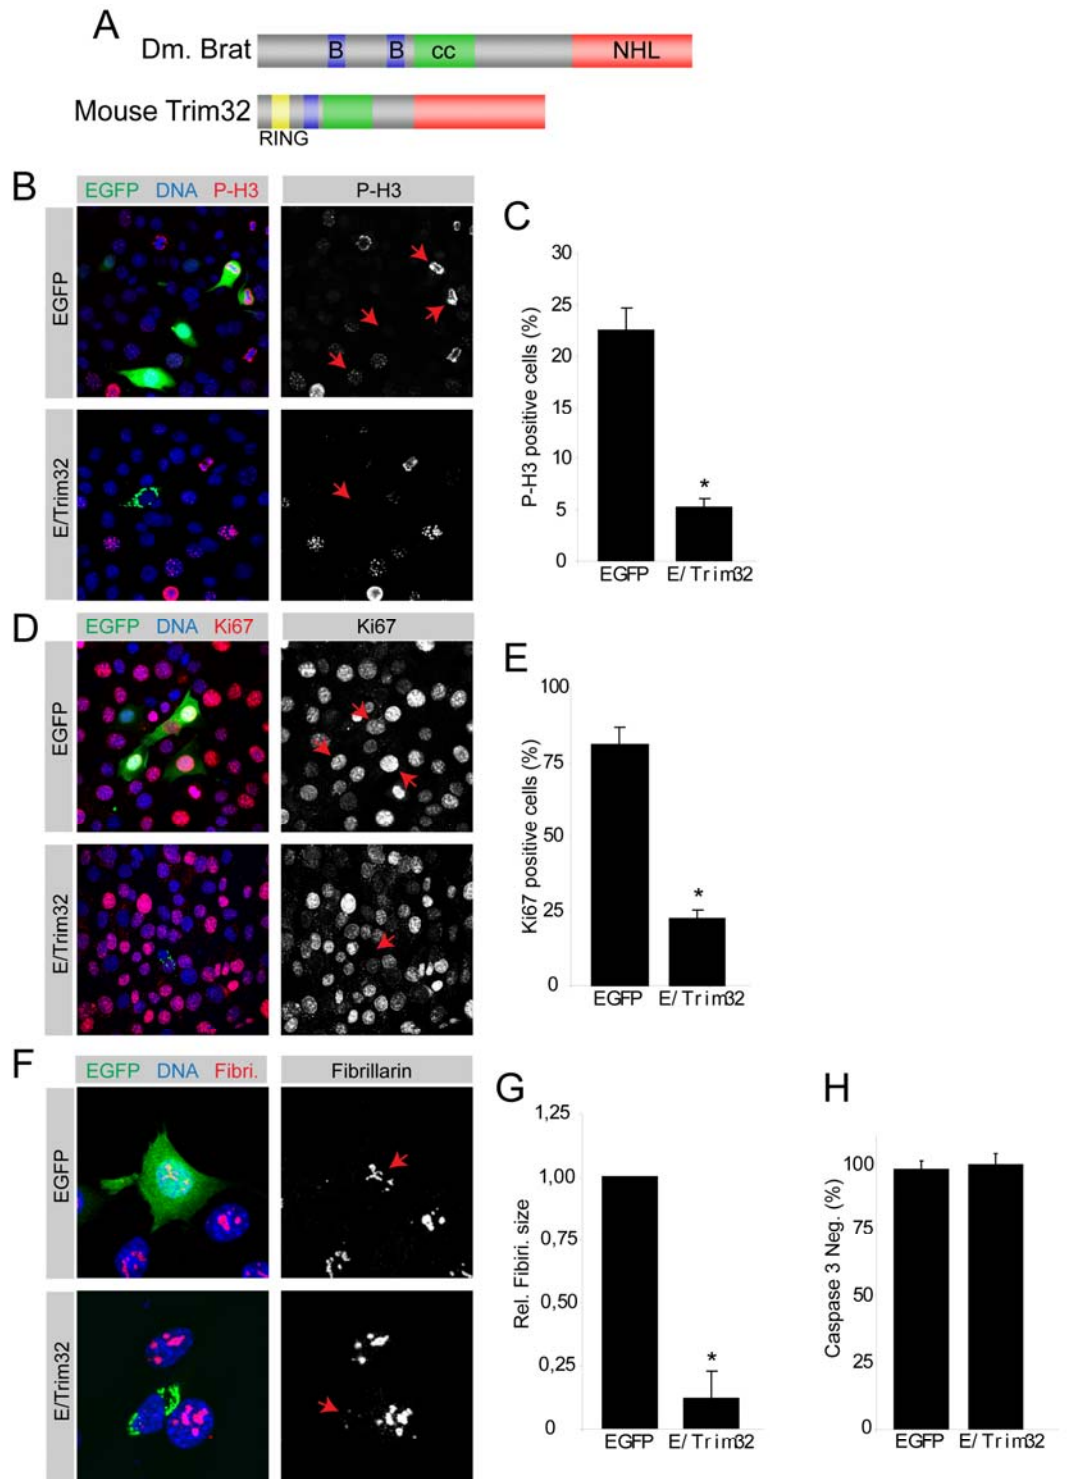 A
Dm. Brat
B
B
cc
NHL
Mouse Trim32
RING
B
EGFP DNA P-H3
P-H3
EGFP
E/Trim32
C
P-H3 positive cells (%)
30
25
20
15
10
5
0
*
EGFP
E/Trim32
D
EGFP DNA Ki67
Ki67
EGFP
E/Trim32
E
Ki67 positive cells (%)
100
75
50
25
0
*
EGFP
E/Trim32
F
EGFP DNA Fibri.
Fibrillarin
EGFP
E/Trim32
G
Rel. Fibiri. size
1,25
1,00
0,75
0,50
0,25
0
*
EGFP
E/Trim32
H
Caspase 3 Neg. (%)
100
75
50
25
0
EGFP
E/Trim32